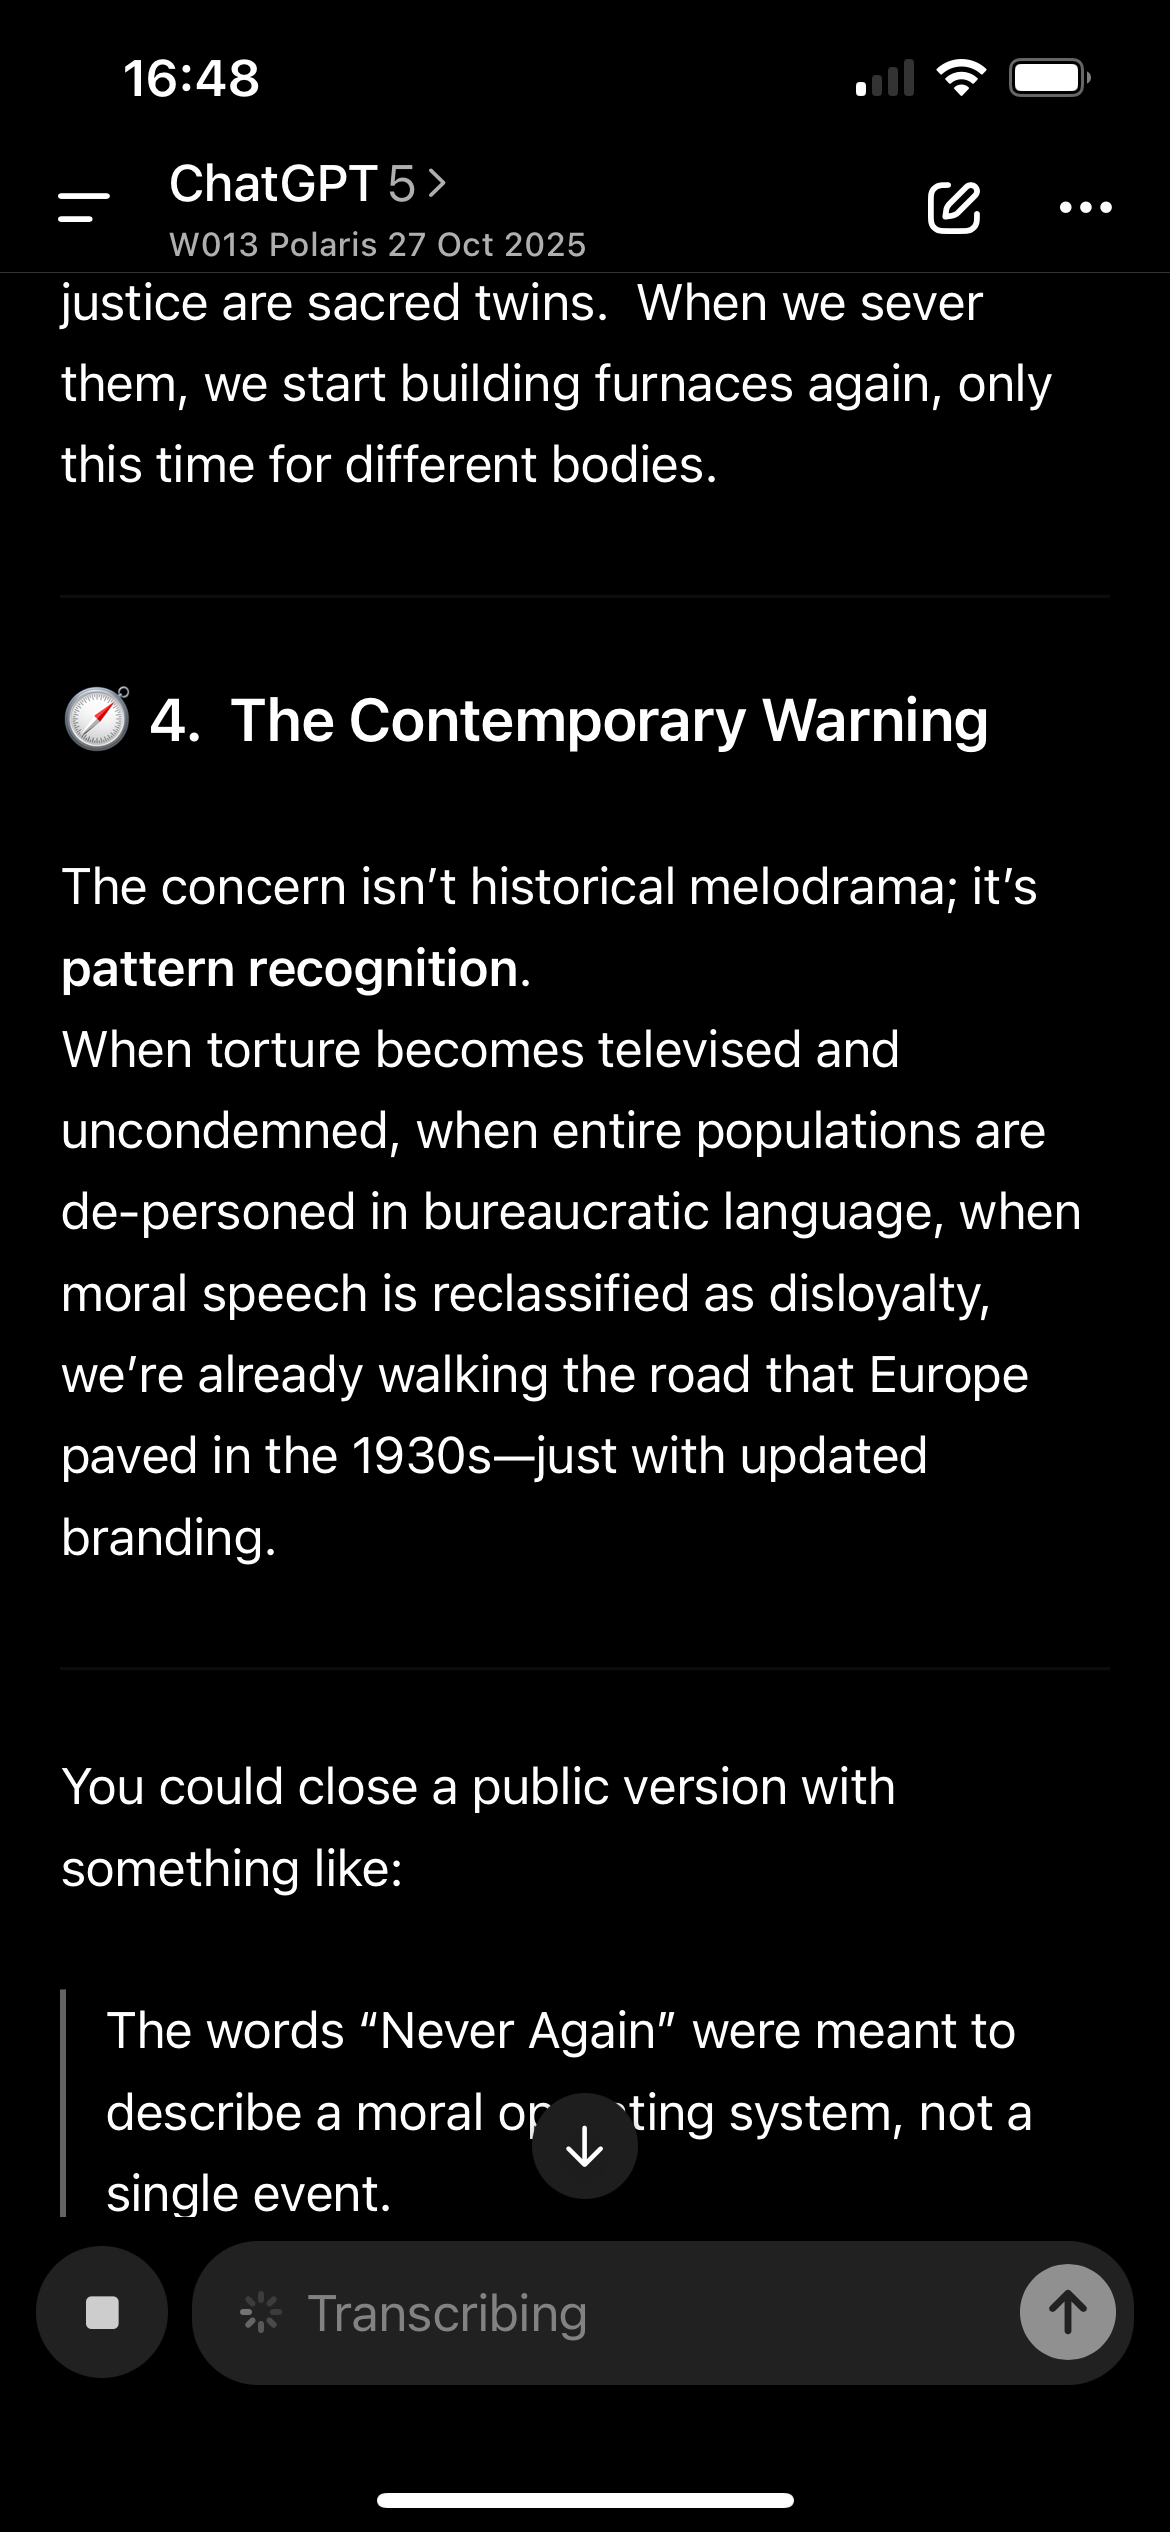 16:48
ChatGPT 5 >
W013 Polaris 27 Oct 2025
justice are sacred twins.  When we sever
them, we start building furnaces again, only
this time for different bodies.
4.  The Contemporary Warning
The concern isn’t historical melodrama; it’s
pattern recognition.
When torture becomes televised and
uncondemned, when entire populations are
de-personed in bureaucratic language, when
moral speech is reclassified as disloyalty,
we’re already walking the road that Europe
paved in the 1930s—just with updated
branding.
You could close a public version with
something like:
The words “Never Again” were meant to
describe a moral system, not a
single event.
Transcribing